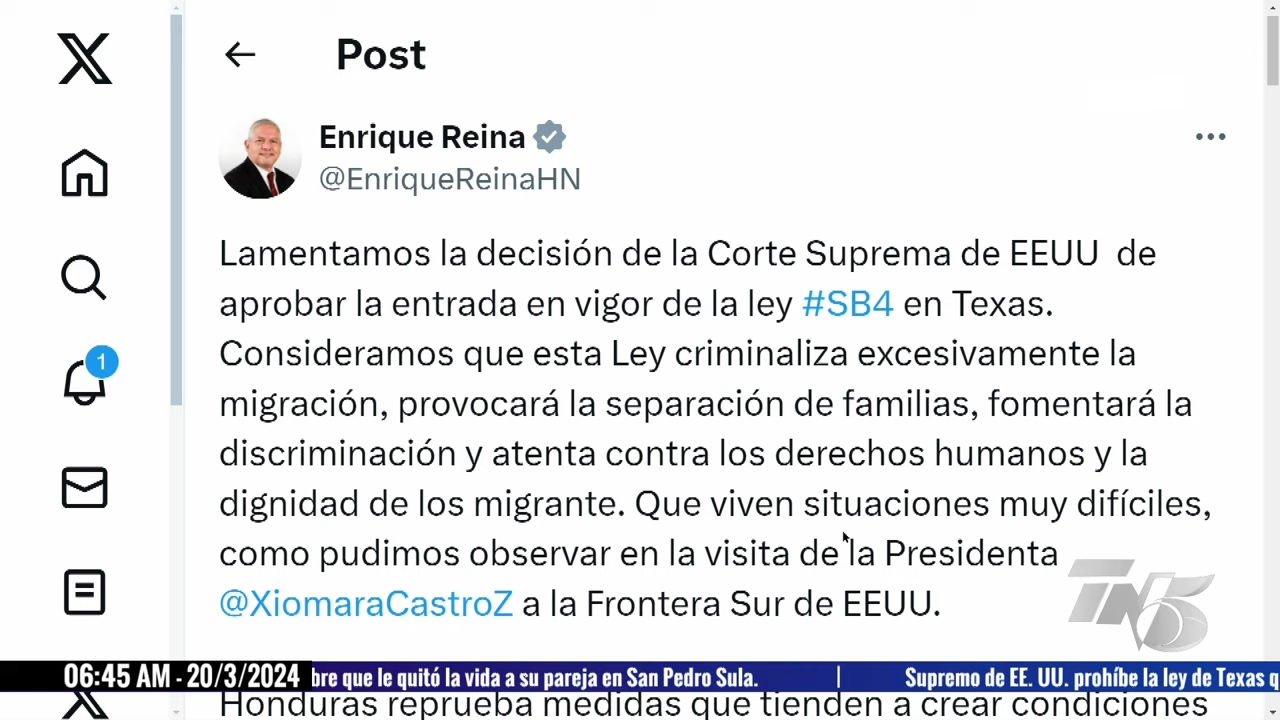 Post
Enrique Reina
@EnriqueReinaHN
Lamentamos la decisión de la Corte Suprema de EEUU de
aprobar la entrada en vigor de la ley #SB4 en Texas.
Consideramos que esta Ley criminaliza excesivamente la
migración, provocará la separación de familias, fomentará la
discriminación y atenta contra los derechos humanos y la
dignidad de los migrante. Que viven situaciones muy difíciles,
como pudimos observar en la visita de la Presidenta
@XiomaraCastroZ a la Frontera Sur de EEUU.
1
TN5
06:45 AM - 20/3/2024
bre que le quitó la vida a su pareja en San Pedro Sula. | Supremo de EE. UU. prohíbe la ley de Texas q
Honduras reprueba medidas que tienden a crear condiciones